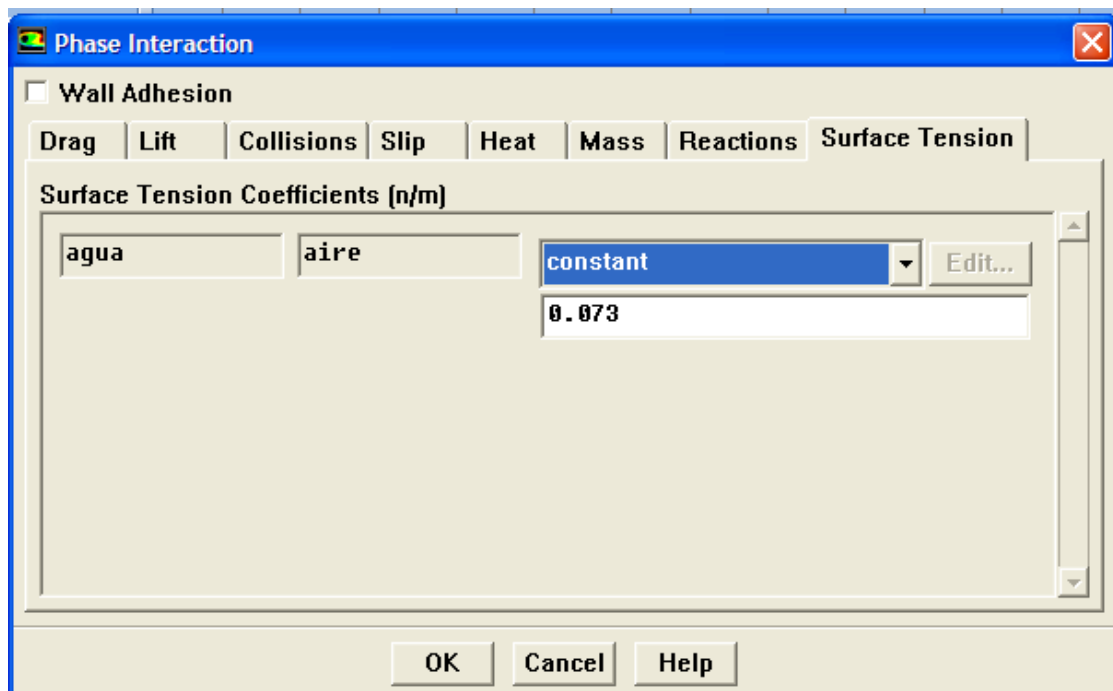 Phase Interaction
Wall Adhesion
Drag Lift Collisions Slip Heat Mass Reactions Surface Tension
Surface Tension Coefficients (n/m)
agua aire constant Edit...
0.073
OK Cancel Help